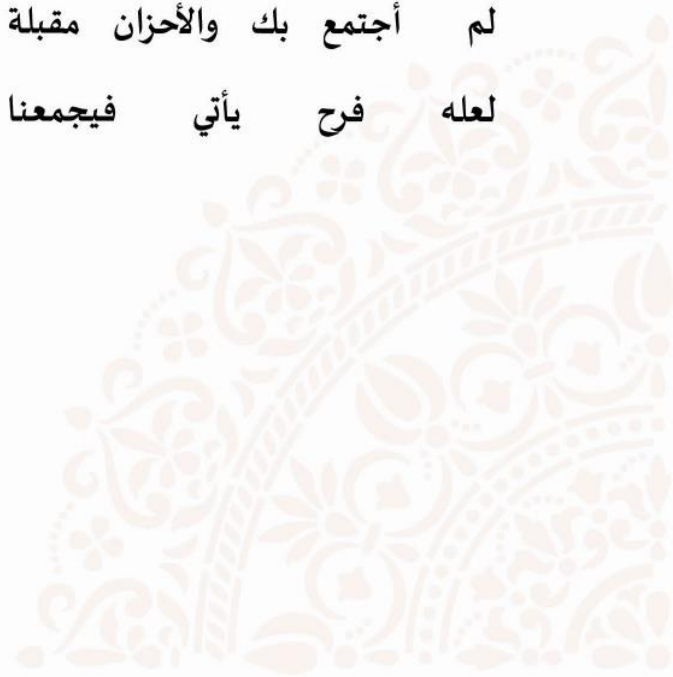 لم أجتمع بك والأحزان مقبلة
لعله فرح يأتي فيجمعنا